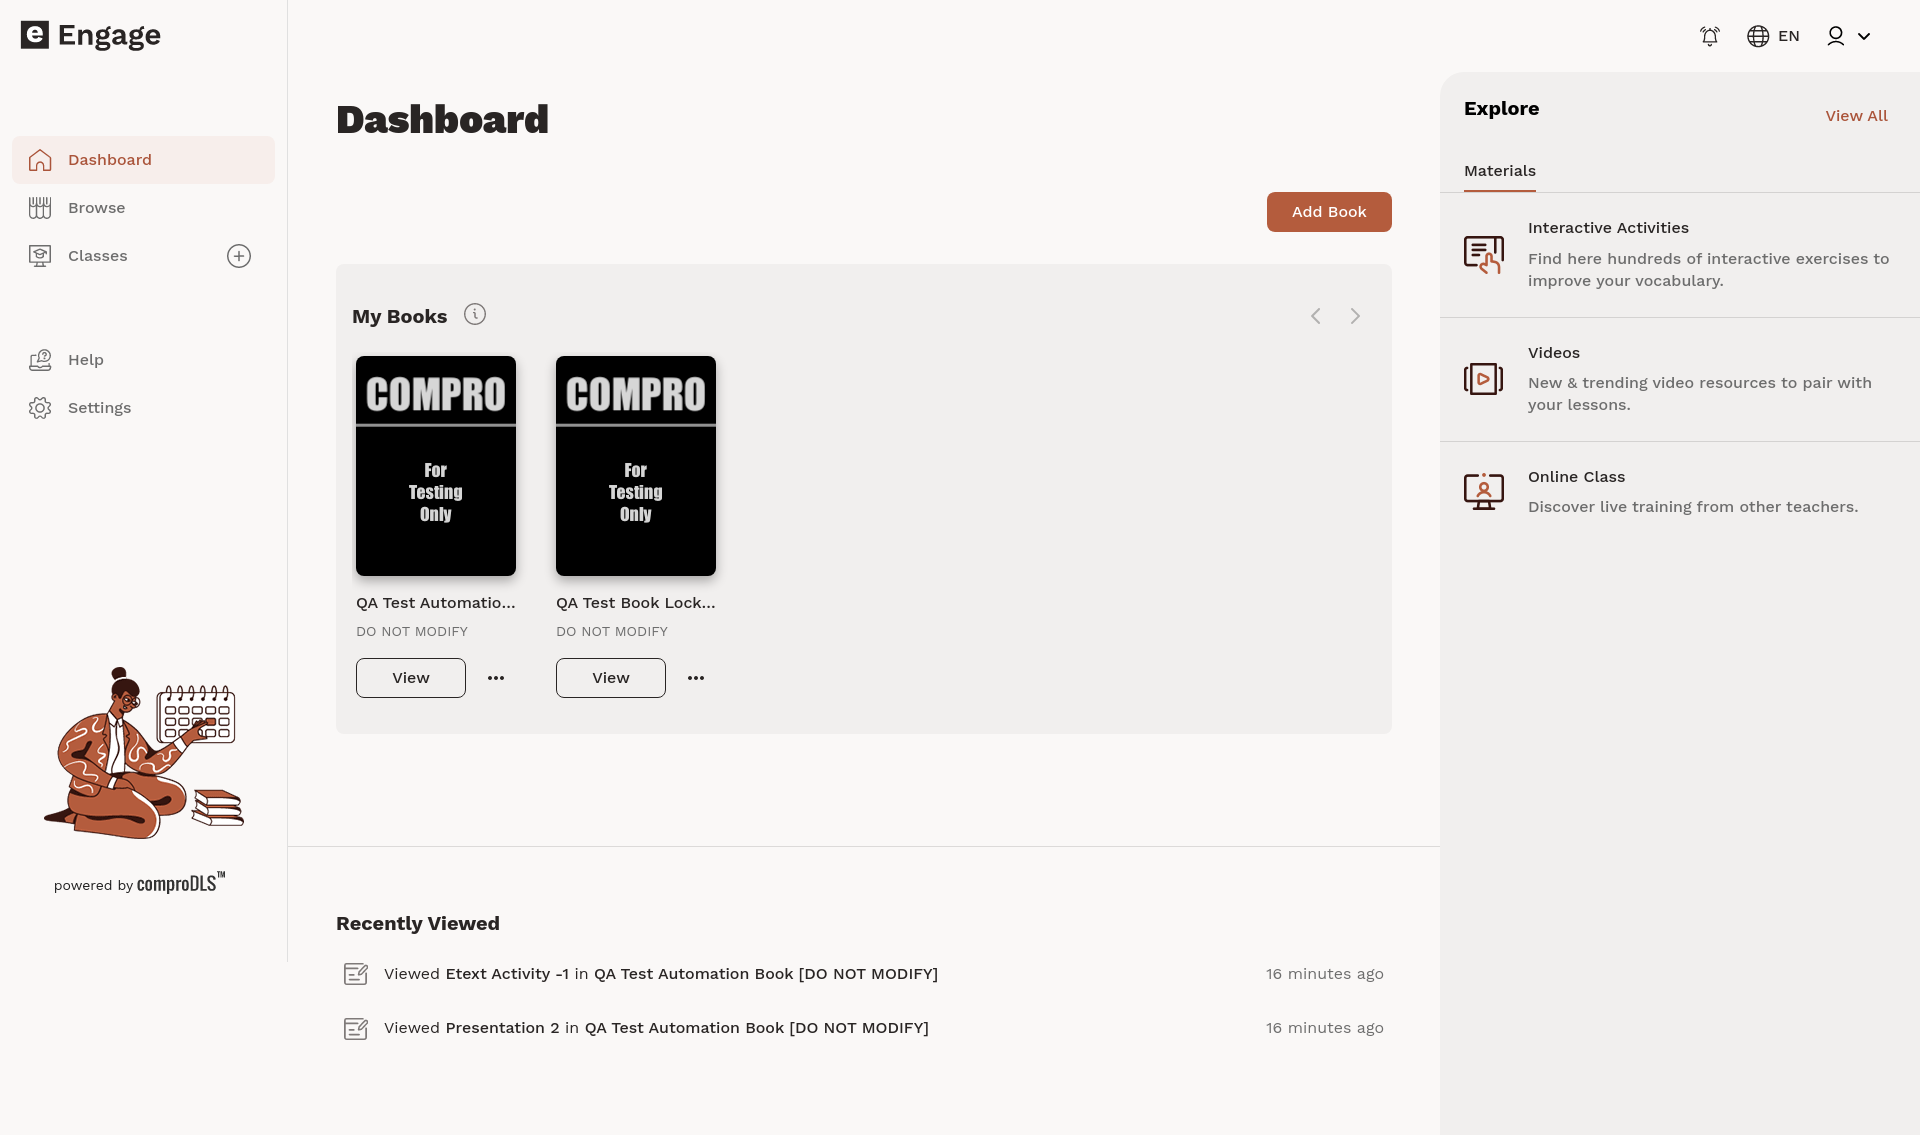 e Engage
EN
Dashboard
Browse
Classes
Help
Settings
powered by comproDLS™
Dashboard
Add Book
My Books
COMPRO
For
Testing
Only
QA Test Automatio...
DO NOT MODIFY
View
COMPRO
For
Testing
Only
QA Test Book Lock...
DO NOT MODIFY
View
Recently Viewed
Viewed Etext Activity -1 in QA Test Automation Book [DO NOT MODIFY]
16 minutes ago
Viewed Presentation 2 in QA Test Automation Book [DO NOT MODIFY]
16 minutes ago
Explore
View All
Materials
Interactive Activities
Find here hundreds of interactive exercises to
improve your vocabulary.
Videos
New & trending video resources to pair with
your lessons.
Online Class
Discover live training from other teachers.